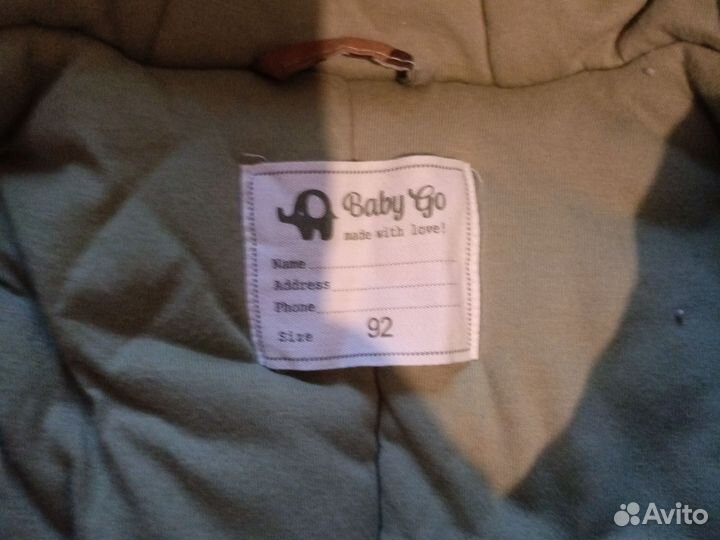 Baby Go
made with love!
Name
Address
Phone
Size 92
Avito